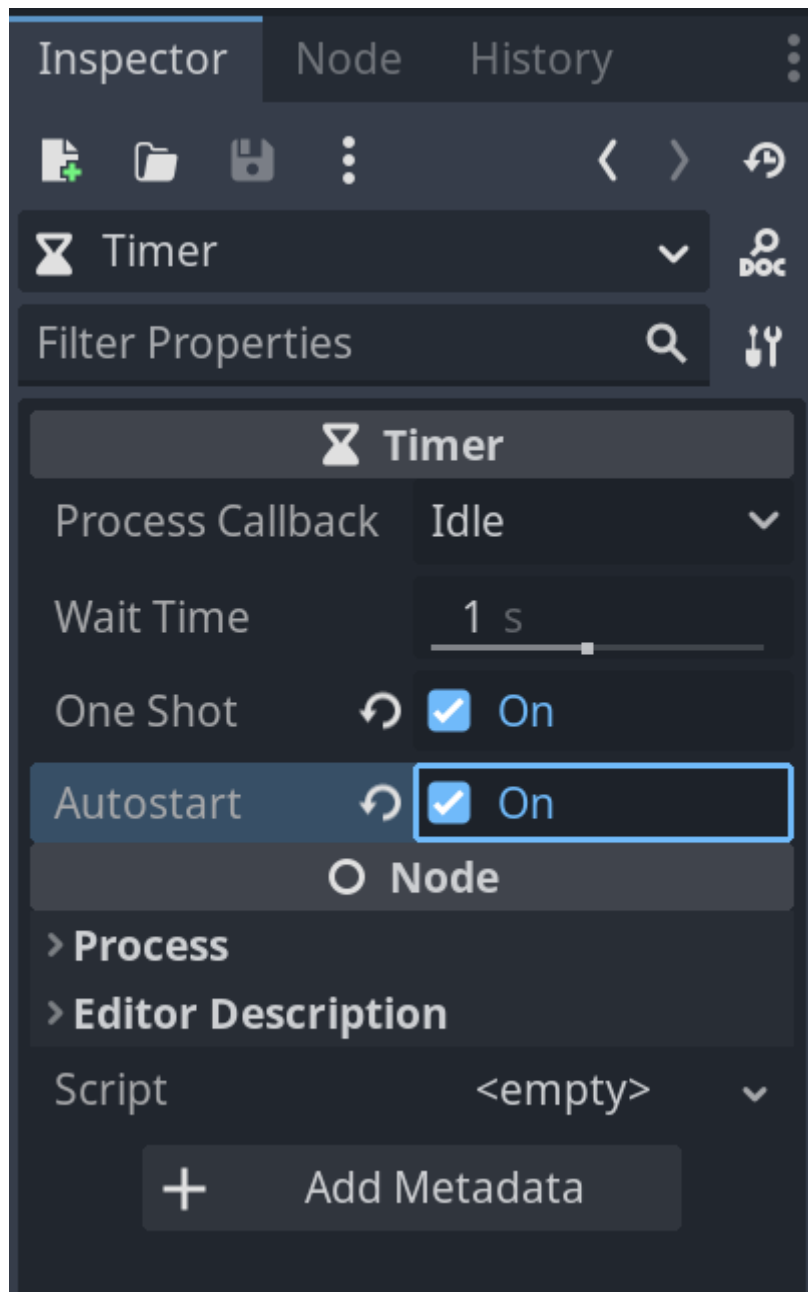 Inspector Node History
Timer
DOC
Filter Properties
Timer
Process Callback Idle
Wait Time 1 s
One Shot On
Autostart On
Node
Process
Editor Description
Script <empty>
Add Metadata